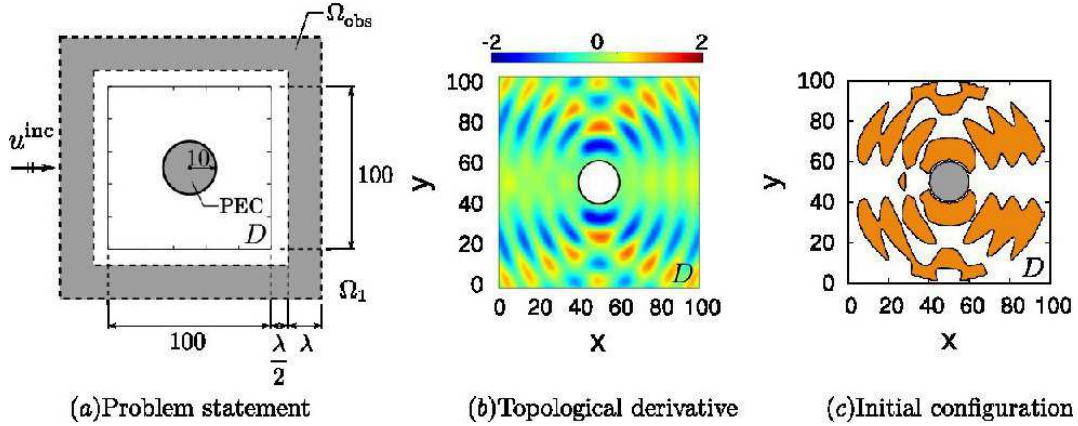 Ω_obs
u^inc
10
PEC
D
100
Ω_1
100
λ/2
λ
(a)Problem statement
-2 0 2
100
80
60
40
20
0
y
D
0 20 40 60 80 100
x
(b)Topological derivative
100
80
60
40
20
0
y
D
0 20 40 60 80 100
x
(c)Initial configuration